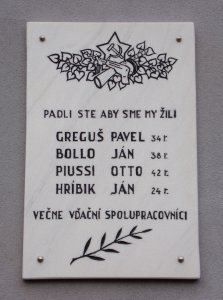 PADLI STE ABY SME MY ŽILI
GREGUŠ PAVEL 34 r.
BOLLO JÁN 38 r.
PIUSSI OTTO 42 r.
HRÍBIK JÁN 24 r.
VEČNE VĎAČNÍ SPOLUPRACOVNÍCI